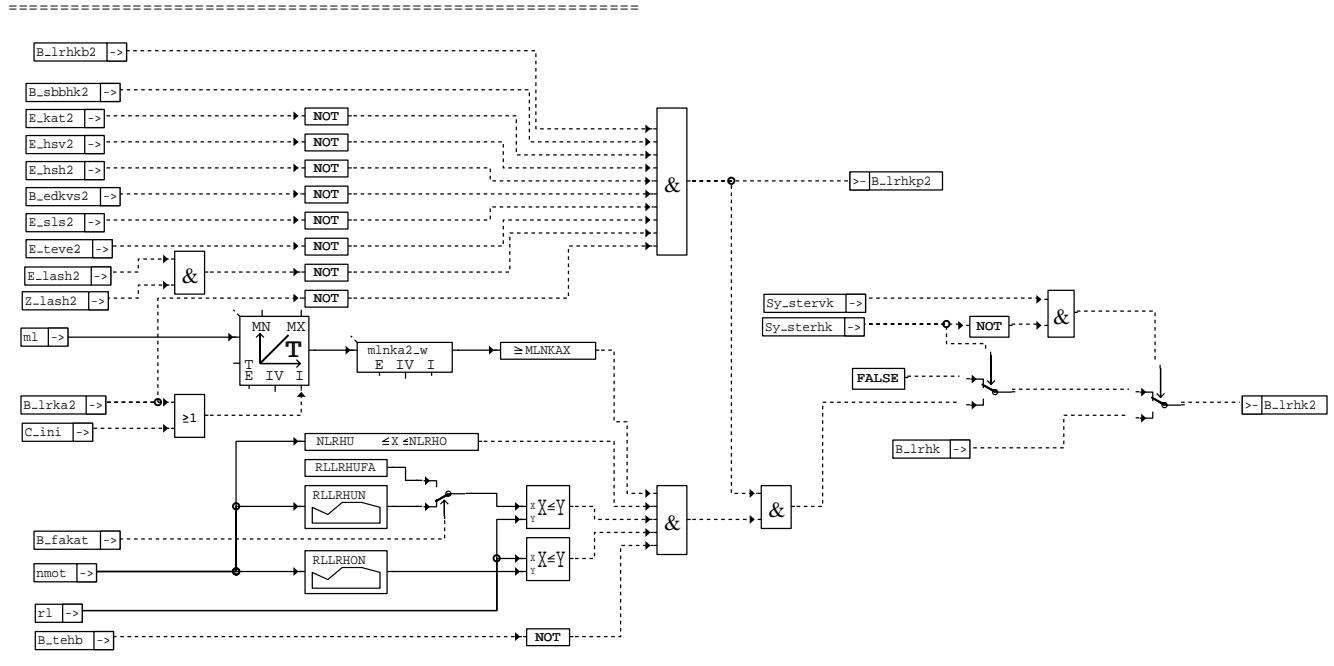 B_lrhkb2 ->
B_sbbhk2 ->
E_kat2 -> NOT
E_hsv2 -> NOT
E_hsh2 -> NOT
B_edkvs2 -> NOT
E_sls2 -> NOT
E_teve2 -> NOT
E_lash2 -> & NOT
Z_lash2 -> NOT
&
>- B_lrhkp2
Sy_stervk ->
Sy_sterhk -> NOT &
ml ->
MN MX
T
T
E IV I
mlnka2_w
E IV I
≥MLNKAX
FALSE
B_lrka2 ->
C_ini -> ≥1
>- B_lrhk2
NLRHU ≤X ≤NLRHO
B_lrhk ->
RLLRHUFA
RLLRHUN
X X≤Y
Y
&
&
B_fakat ->
RLLRHON
X X≤Y
Y
nmot ->
rl ->
B_tehb -> NOT